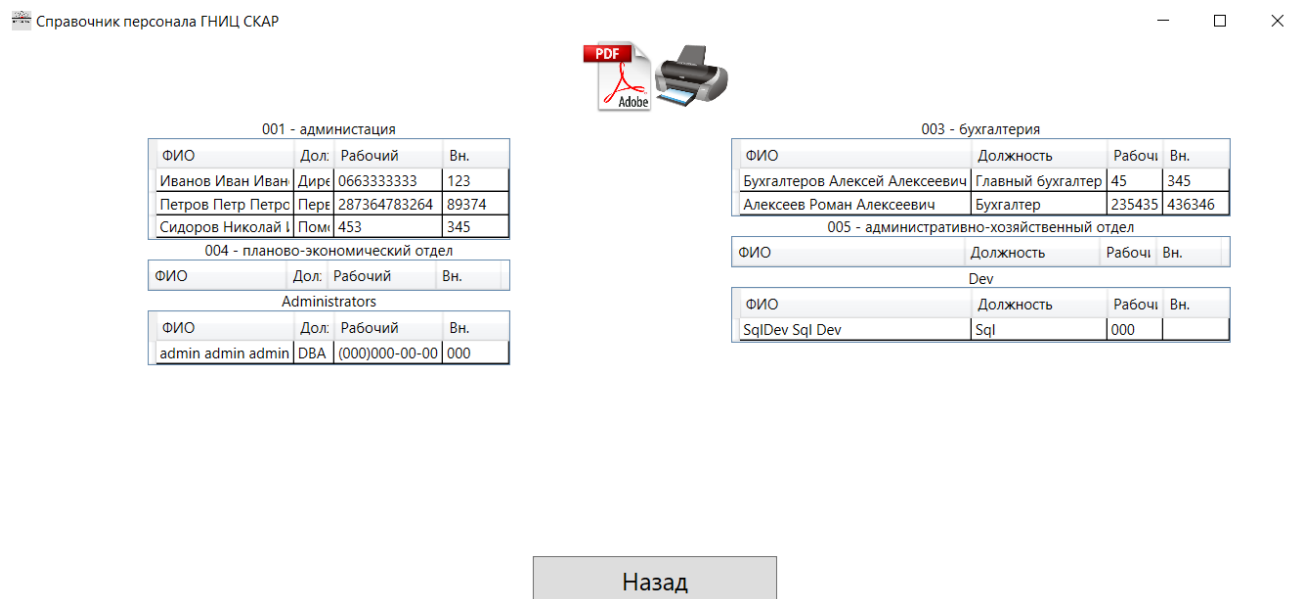 Справочник персонала ГНИЦ СКАР
PDF
Adobe
001 - администация
ФИО Дол: Рабочий Вн.
Иванов Иван Иван Дире 0663333333 123
Петров Петр Петрс Пере 287364783264 89374
Сидоров Николай Помс 453 345
004 - планово-экономический отдел
ФИО Дол: Рабочий Вн.
Administrators
ФИО Дол: Рабочий Вн.
admin admin admin DBA (000)000-00-00 000
003 - бухгалтерия
ФИО Должность Рабочи Вн.
Бухгалтеров Алексей Алексеевич Главный бухгалтер 45 345
Алексеев Роман Алексеевич Бухгалтер 235435 436346
005 - административно-хозяйственный отдел
ФИО Должность Рабочи Вн.
Dev
ФИО Должность Рабочи Вн.
SqlDev Sql Dev Sql 000
Назад